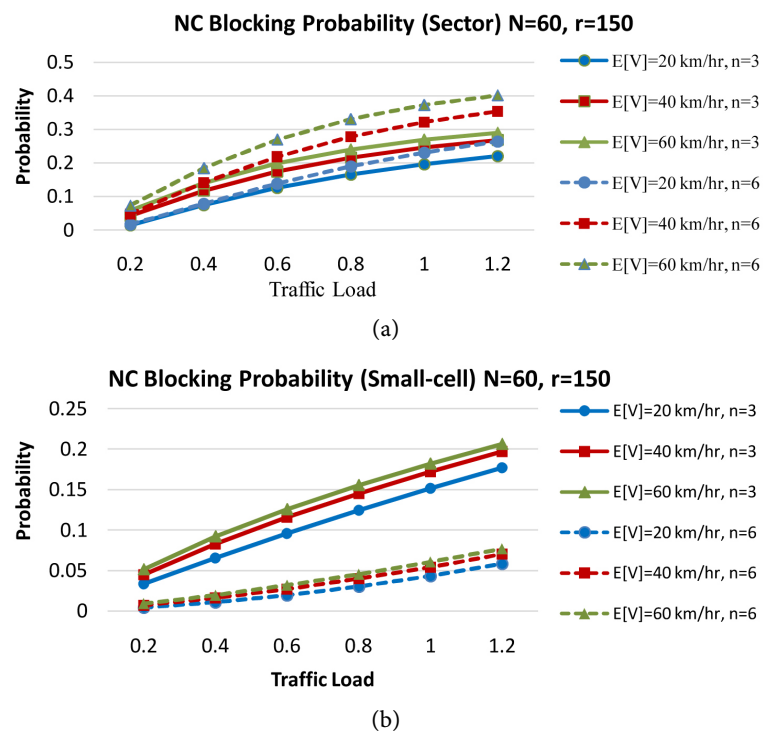 NC Blocking Probability (Sector) N=60, r=150
Probability
0.5
0.4
0.3
0.2
0.1
0
0.2 0.4 0.6 0.8 1 1.2
Traffic Load
E[V]=20 km/hr, n=3
E[V]=40 km/hr, n=3
E[V]=60 km/hr, n=3
E[V]=20 km/hr, n=6
E[V]=40 km/hr, n=6
E[V]=60 km/hr, n=6
(a)
NC Blocking Probability (Small-cell) N=60, r=150
Probability
0.25
0.2
0.15
0.1
0.05
0
0.2 0.4 0.6 0.8 1 1.2
Traffic Load
E[V]=20 km/hr, n=3
E[V]=40 km/hr, n=3
E[V]=60 km/hr, n=3
E[V]=20 km/hr, n=6
E[V]=40 km/hr, n=6
E[V]=60 km/hr, n=6
(b)